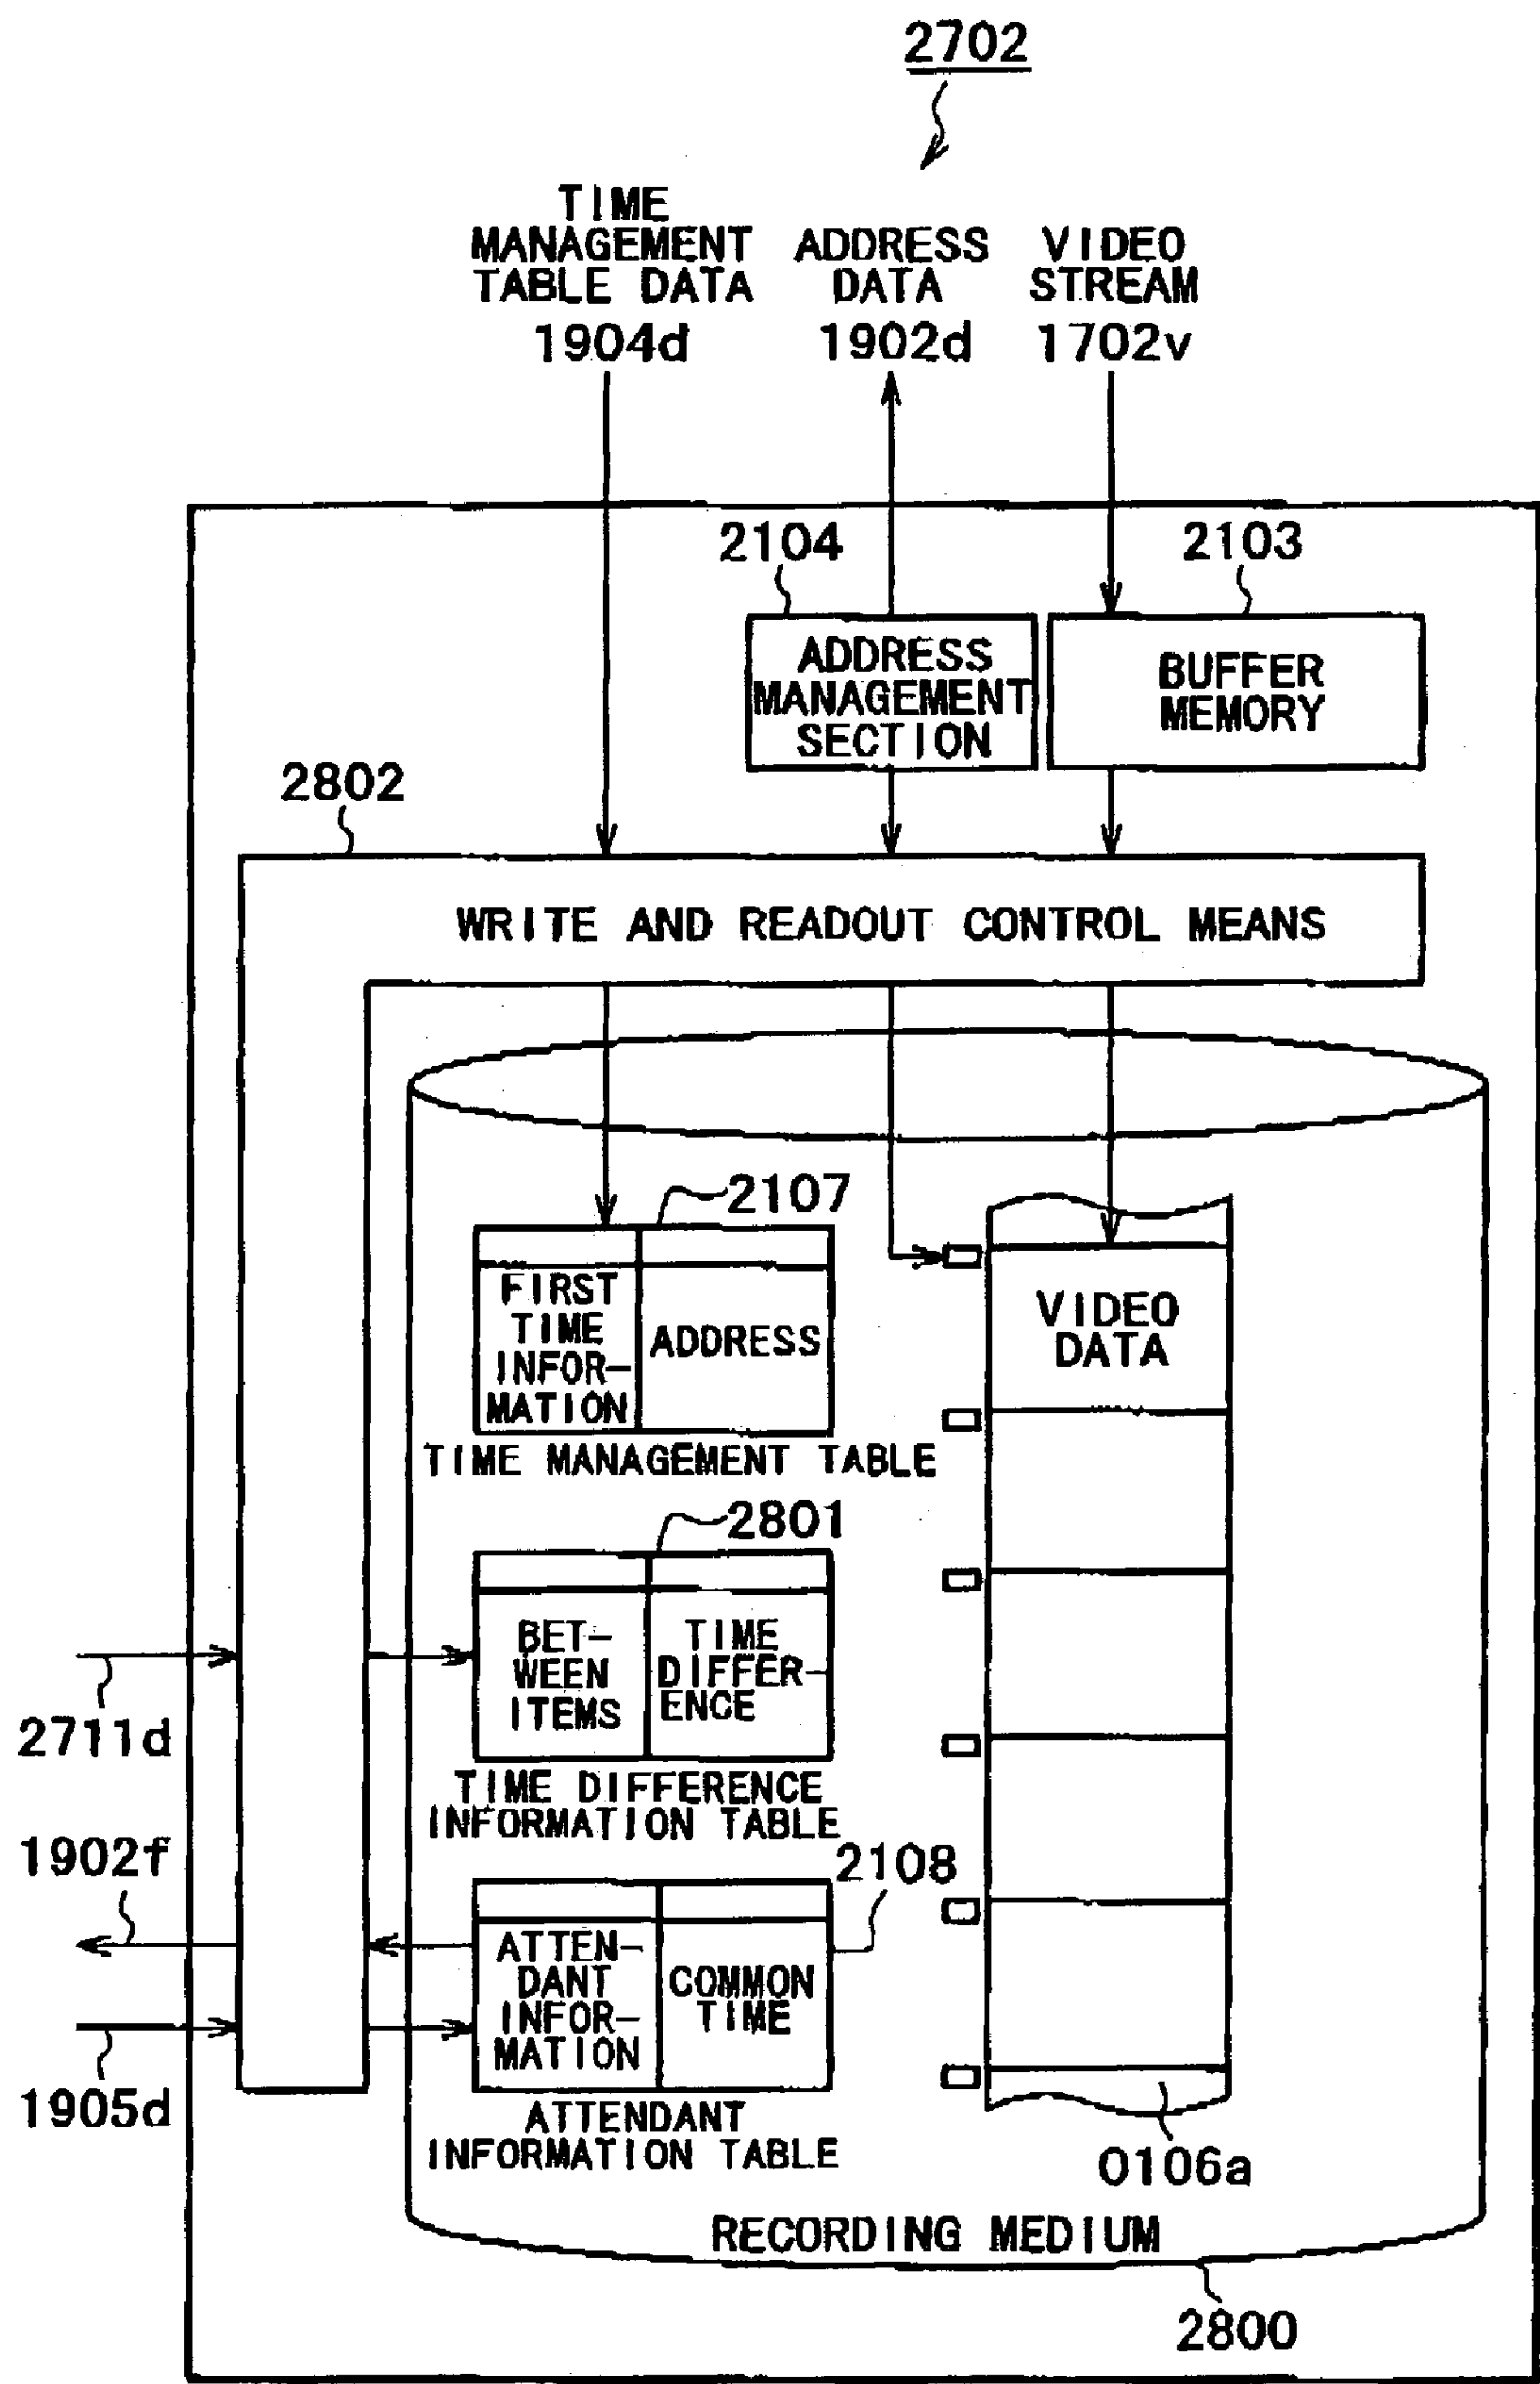 2702
TIME
MANAGEMENT
TABLE DATA
1904d
ADDRESS
DATA
1902d
VIDEO
STREAM
1702v
2104
2103
ADDRESS
MANAGEMENT
SECTION
BUFFER
MEMORY
2802
WRITE AND READOUT CONTROL MEANS
2107
FIRST
TIME
INFOR-
MATION
ADDRESS
TIME MANAGEMENT TABLE
VIDEO
DATA
2801
BET-
WEEN
ITEMS
TIME
DIFFER-
ENCE
TIME DIFFERENCE
INFORMATION TABLE
2711d
1902f
2108
ATTEN-
DANT
INFOR-
MATION
COMMON
TIME
1905d
ATTENDANT
INFORMATION TABLE
0106a
RECORDING MEDIUM
2800